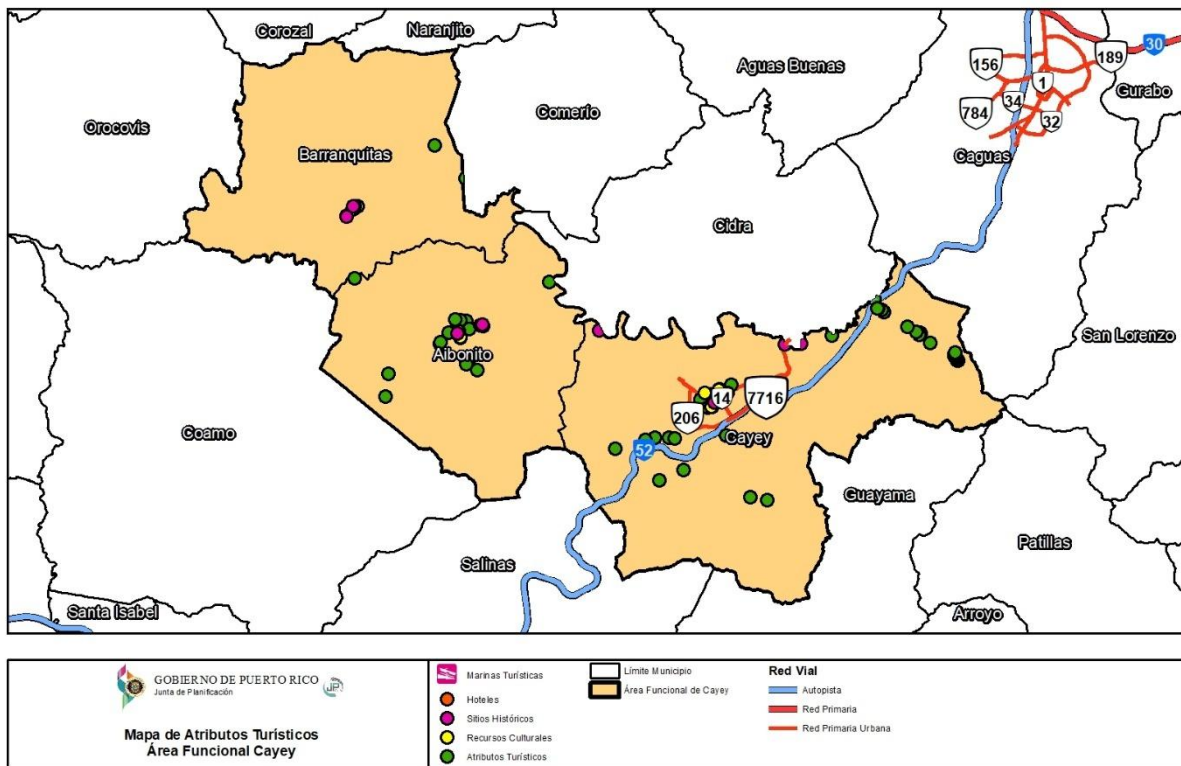 Corozal
Naranjito
30
189
156
Aguas Buenas
1
Gurabo
Comerío
34
784
32
Orocovis
Barranquitas
Caguas
Cidra
San Lorenzo
Aibonito
14
7716
206
Coamo
Cayey
52
Guayama
Patillas
Salinas
Santa Isabel
Arroyo
GOBIERNO DE PUERTO RICO
Junta de Planificación
JP
Mapa de Atributos Turísticos
Área Funcional Cayey
Marinas Turísticas
Hoteles
Sitios Históricos
Recursos Culturales
Atributos Turísticos
Límite Municipio
Área Funcional de Cayey
Red Vial
Autopista
Red Primaria
Red Primaria Urbana